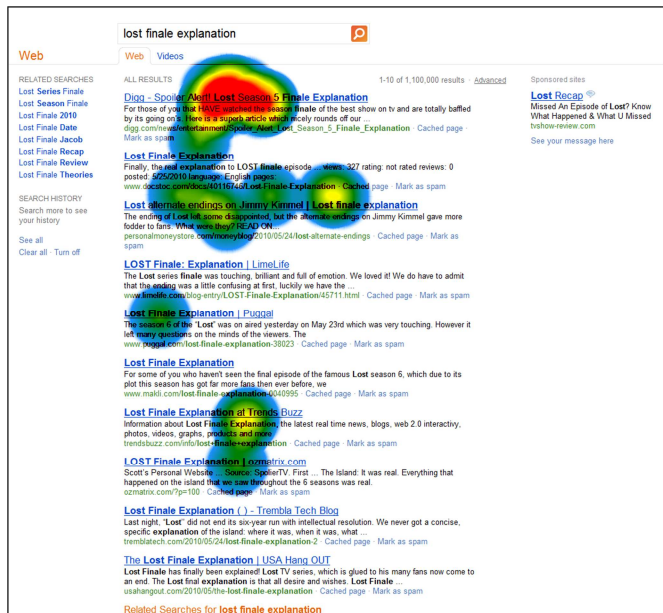 lost finale explanation
Web
Web Videos
RELATED SEARCHES
Lost Series Finale
Lost Season Finale
Lost Finale 2010
Lost Finale Date
Lost Finale Jacob
Lost Finale Recap
Lost Finale Review
Lost Finale Theories
SEARCH HISTORY
Search more to see
your history
See all
Clear all · Turn off
ALL RESULTS
1-10 of 1,100,000 results · Advanced
Digg - Spoiler Alert! Lost Season 5 Finale Explanation
For those of you that HAVE watched the season finale of the best show on tv and are totally baffled
by its going on's. Here is a superb article which nicely rounds off our ...
digg.com/news/entertainment/Spoiler_Alert_Lost_Season_5_Finale_Explanation · Cached page ·
Mark as spam
Lost Finale Explanation
Finally, the real explanation to LOST finale episode ... views: 327 rating: not rated reviews: 0
posted: 5/25/2010 language: English pages:
www.docstoc.com/docs/40116746/Lost-Finale-Explanation · Cached page · Mark as spam
Lost alternate endings on Jimmy Kimmel | Lost finale explanation
The ending of Lost left some disappointed, but the alternate endings on Jimmy Kimmel gave more
fodder to fans. What were they? READ ON...
personalmoneystore.com/moneyblog/2010/05/24/lost-alternate-endings · Cached page · Mark as
spam
LOST Finale: Explanation | LimeLife
The Lost series finale was touching, brilliant and full of emotion. We loved it! We do have to admit
that the ending was a little confusing at first, luckily we have the ...
www.limelife.com/blog-entry/LOST-Finale-Explanation/45711.html · Cached page · Mark as spam
Lost Finale Explanation | Puggal
The season 6 of the "Lost" was on aired yesterday on May 23rd which was very touching. However it
left many questions on the minds of the viewers. The
www.puggal.com/lost-finale-explanation-38023 · Cached page · Mark as spam
Lost Finale Explanation
For some of you who haven't seen the final episode of the famous Lost season 6, which due to its
plot this season has got far more fans then ever before, we
www.makli.com/lost-finale-explanation-0040995 · Cached page · Mark as spam
Lost Finale Explanation at Trends Buzz
Information about Lost Finale Explanation, the latest real time news, blogs, web 2.0 interactivy,
photos, videos, graphs, products and more
trendsbuzz.com/info/lost+finale+explanation · Cached page · Mark as spam
LOST Finale Explanation | ozmatrix.com
Scott's Personal Website ... Source: SpolierTV. First ... The Island: It was real. Everything that
happened on the island that we saw throughout the 6 seasons was real.
ozmatrix.com/?p=100 · Cached page · Mark as spam
Lost Finale Explanation ( ) - Trembla Tech Blog
Last night, "Lost" did not end its six-year run with intellectual resolution. We never got a concise,
specific explanation of the island: where it was, when it was, what ...
tremblatech.com/2010/05/24/lost-finale-explanation-2 · Cached page · Mark as spam
The Lost Finale Explanation | USA Hang OUT
Lost Finale has finally been explained! Lost TV series, which is glued to his many fans now come to
an end. The Lost final explanation is that all desire and wishes. Lost Finale ...
usahangout.com/2010/05/the-lost-finale-explanation · Cached page · Mark as spam
Related Searches for lost finale explanation
Sponsored sites
Lost Recap
Missed An Episode of Lost? Know
What Happened & What U Missed
tvshow-review.com
See your message here